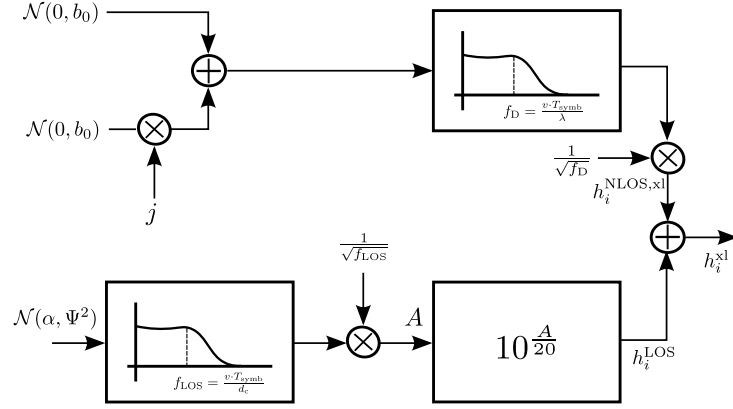 𝒩(0, b₀)
𝒩(0, b₀)
j
f_D = v·T_symb / λ
1/√f_D
h_i^NLOS,xl
h_i^xl
1/√f_LOS
𝒩(α, Ψ²)
f_LOS = v·T_symb / d_c
A
10^(A/20)
h_i^LOS